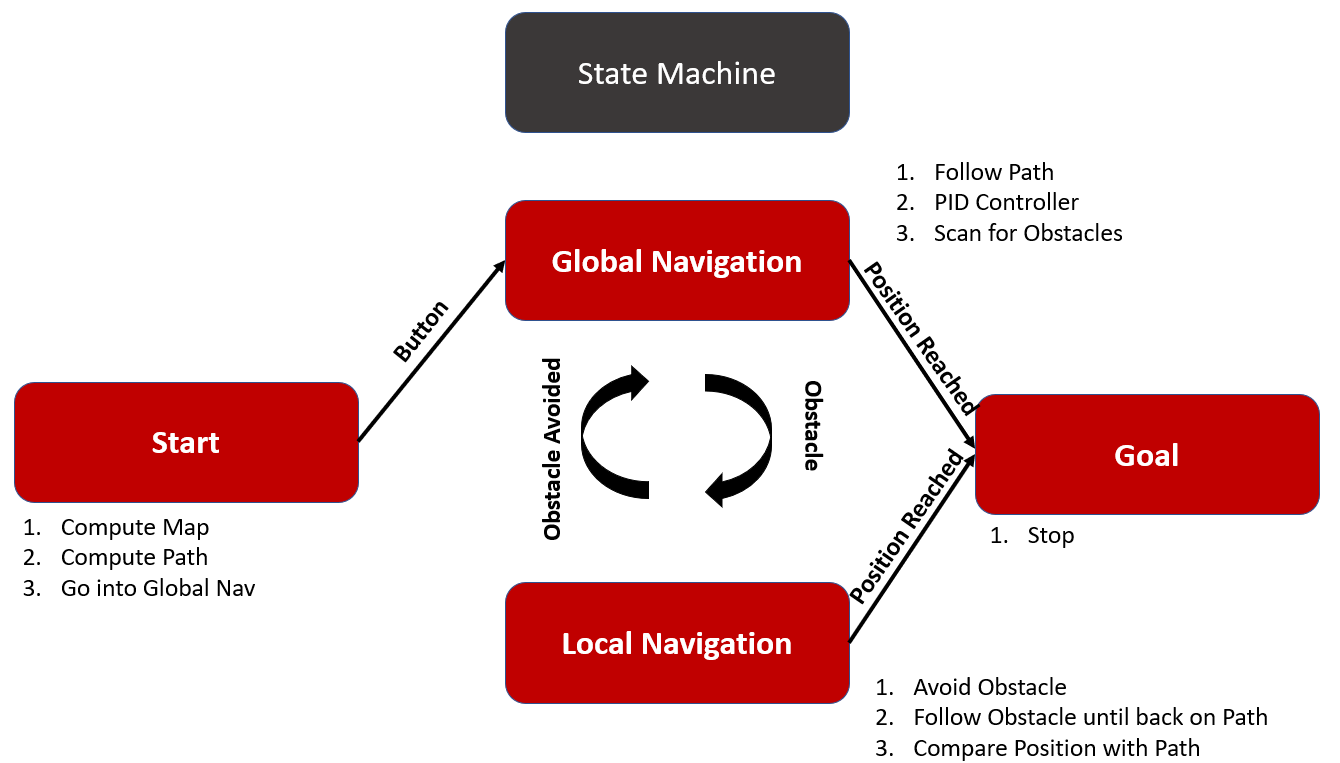 State Machine
1. Follow Path
2. PID Controller
3. Scan for Obstacles
Global Navigation
Button
Position Reached
Obstacle Avoided
Obstacle
Start
1. Compute Map
2. Compute Path
3. Go into Global Nav
Goal
1. Stop
Position Reached
Local Navigation
1. Avoid Obstacle
2. Follow Obstacle until back on Path
3. Compare Position with Path